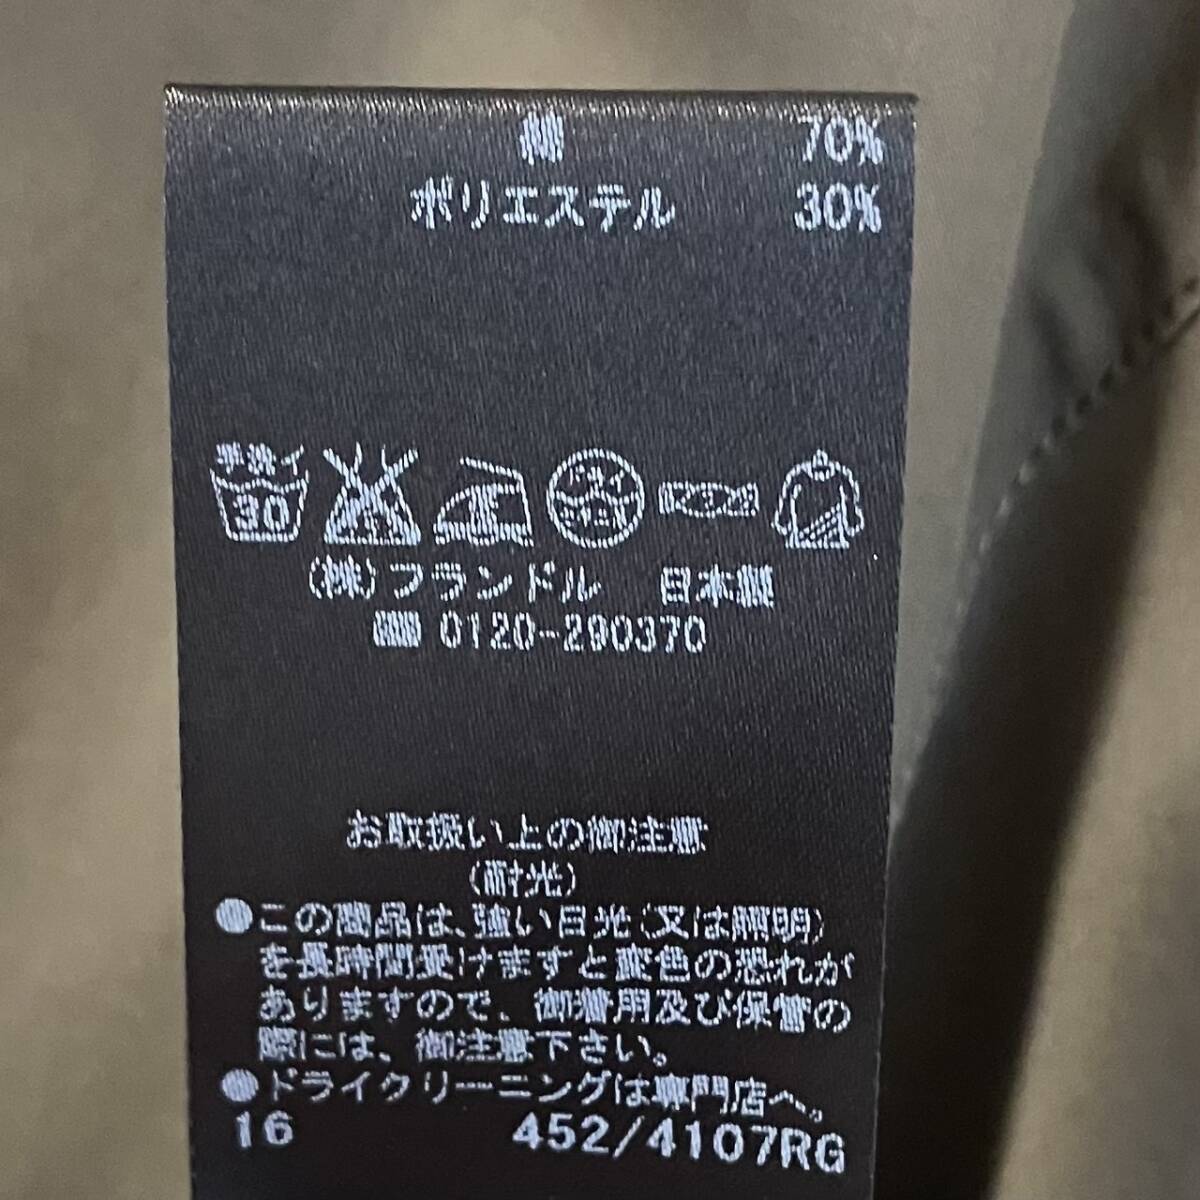 綿 70%
ポリエステル 30%
手洗イ
30
ドライ
(株)フランドル 日本製
0120-290370
お取扱い上の御注意
(耐光)
●この商品は、強い日光(又は照明)
を長時間受けますと変色の恐れが
ありますので、御着用及び保管の
際には、御注意下さい。
●ドライクリーニングは専門店へ。
16 452/4107RG